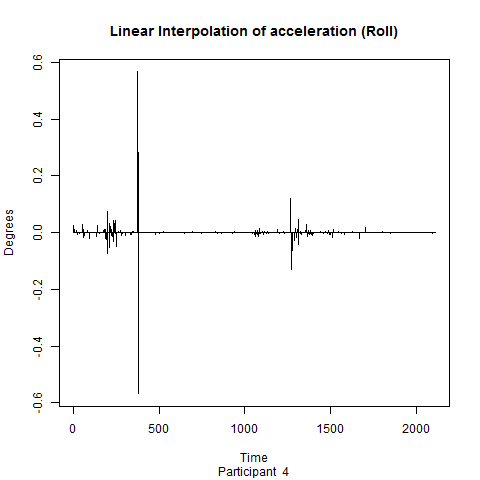 Linear Interpolation of acceleration (Roll)
0.6
0.4
0.2
0.0
-0.2
-0.4
-0.6
Degrees
0 500 1000 1500 2000
Time
Participant 4